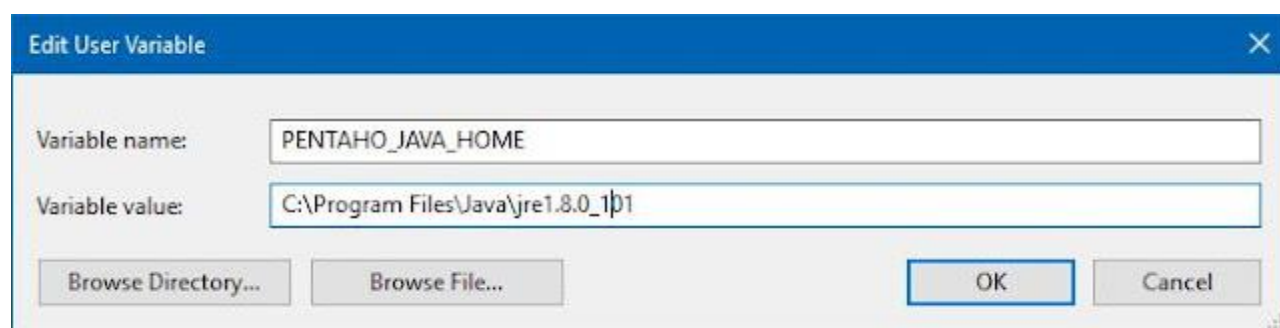 Edit User Variable
Variable name: PENTAHO_JAVA_HOME
Variable value: C:\Program Files\Java\jre1.8.0_101
Browse Directory... Browse File... OK Cancel